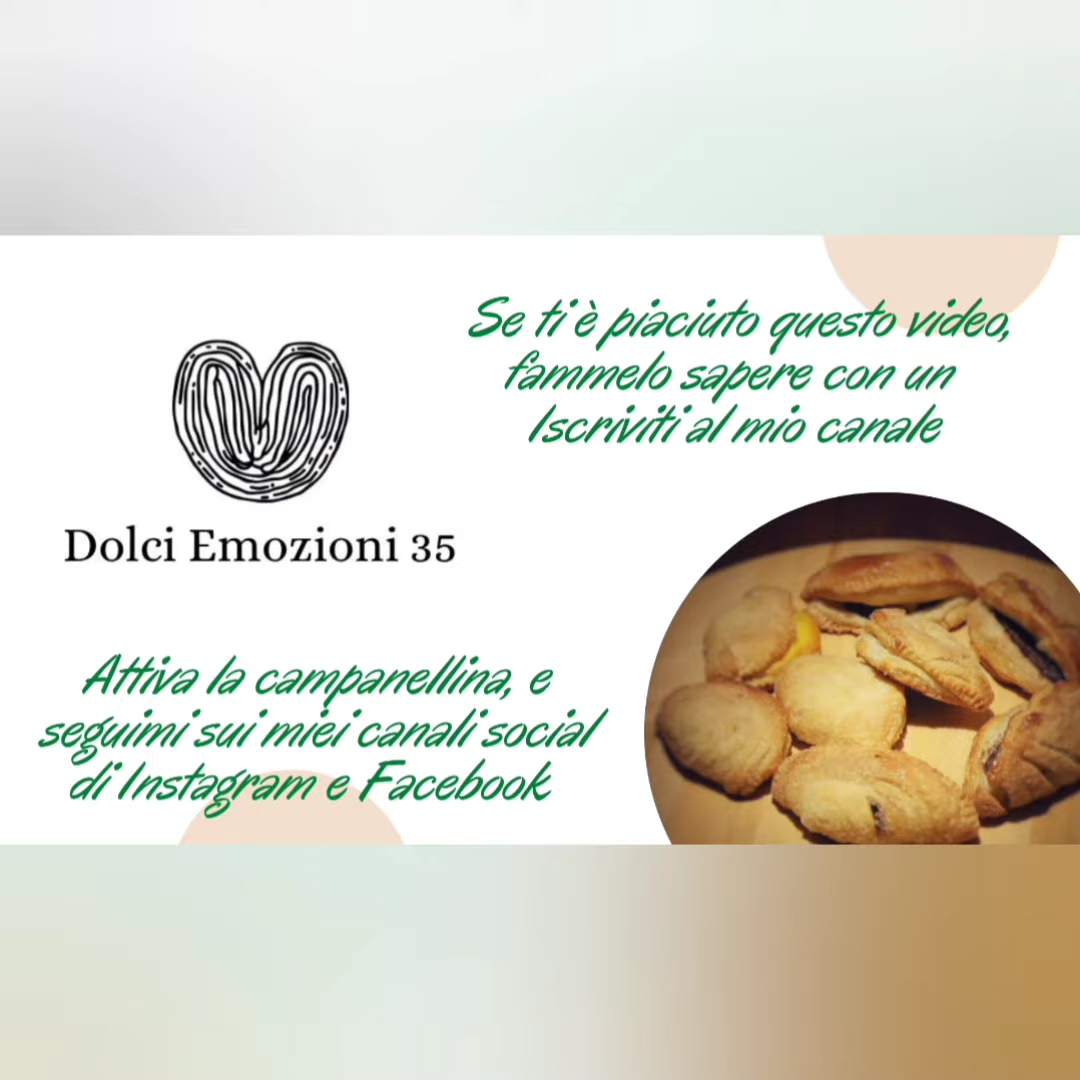 Se ti è piaciuto questo video,
fammelo sapere con un
Iscriviti al mio canale
Dolci Emozioni 35
Attiva la campanellina, e
seguimi sui miei canali social
di Instagram e Facebook